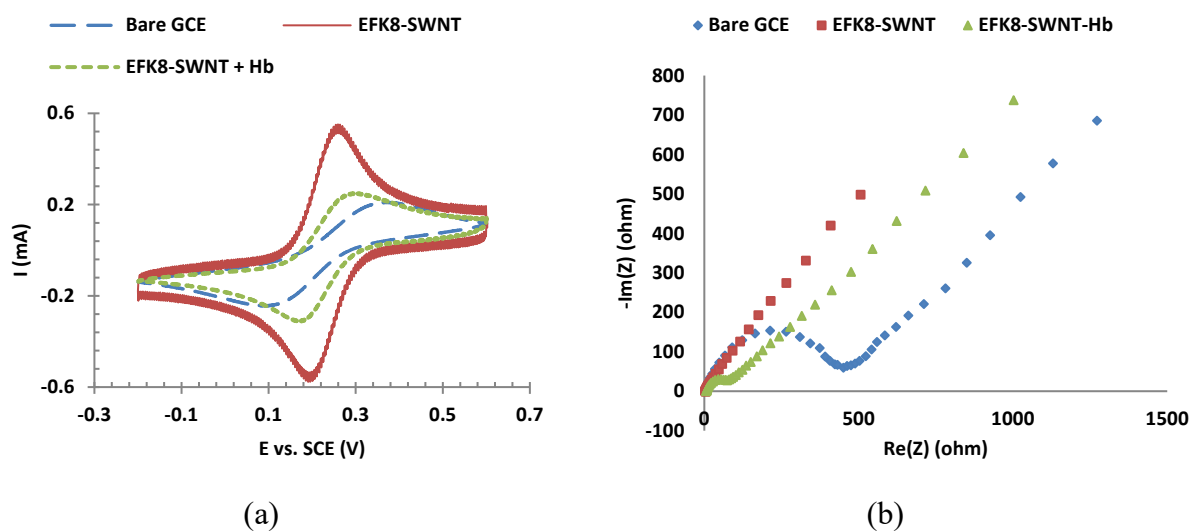 Bare GCE EFK8-SWNT
EFK8-SWNT + Hb
0.6
0.2
-0.2
-0.6
-0.3 -0.1 0.1 0.3 0.5 0.7
I (mA)
E vs. SCE (V)
(a)
Bare GCE EFK8-SWNT EFK8-SWNT-Hb
800
700
600
500
400
300
200
100
0
-100
0 500 1000 1500
-Im(Z) (ohm)
Re(Z) (ohm)
(b)